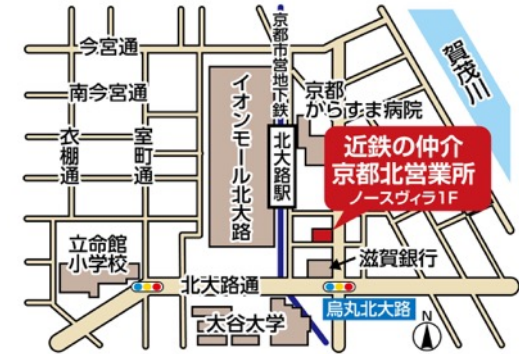 今宮通
南今宮通
衣棚通
室町通
イオンモール北大路
京都市営地下鉄
北大路駅
京都
からすま病院
賀茂川
近鉄の仲介
京都北営業所
ノースヴィラ1F
立命館
小学校
滋賀銀行
北大路通
烏丸北大路
大谷大学
N